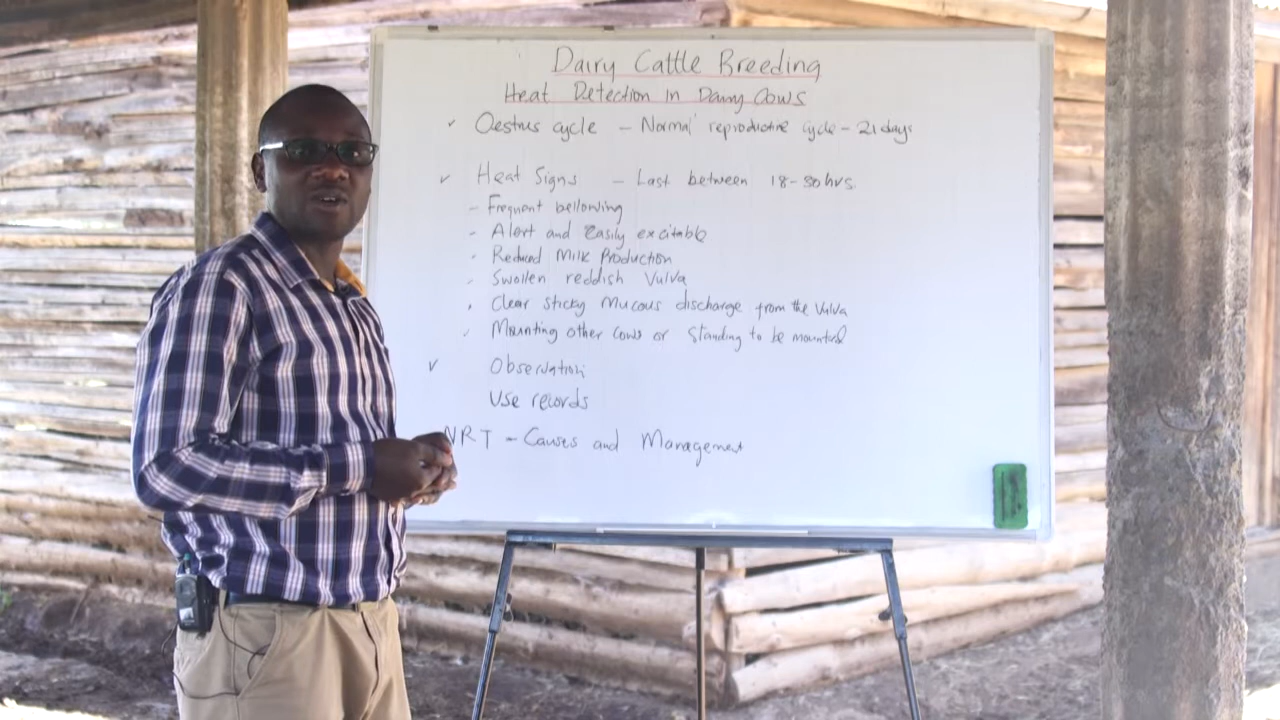 Dairy Cattle Breeding
Heat Detection in Dairy Cows
✓ Oestrus cycle - Normal reproductive cycle - 21 days
✓ Heat Signs - Last between 18-30hrs.
- Frequent bellowing
- Alert and easily excitable
- Reduced Milk Production
- Swollen reddish Vulva
- Clear sticky Mucous discharge from the Vulva
- Mounting other cows or standing to be mounted
✓ Observation
Use records
NRT - Causes and Management